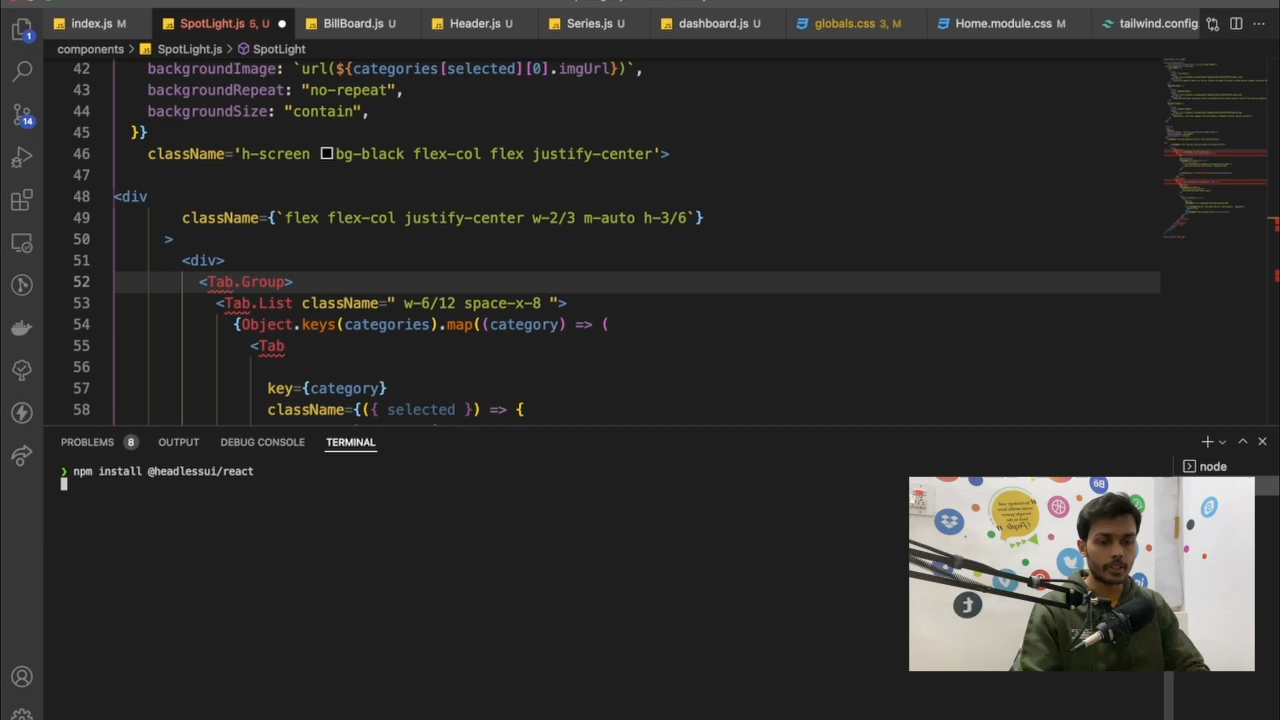 index.js M
SpotLight.js 5, U
BillBoard.js U
Header.js U
Series.js U
dashboard.js U
globals.css 3, M
Home.module.css M
tailwind.config.
components > SpotLight.js > SpotLight
42 backgroundImage: `url(${categories[selected][0].imgUrl})`,
43 backgroundRepeat: "no-repeat",
44 backgroundSize: "contain",
45 }}
46 className='h-screen bg-black flex-col flex justify-center'>
47
48 <div
49 className={`flex flex-col justify-center w-2/3 m-auto h-3/6`}
50 >
51 <div>
52 <Tab.Group>
53 <Tab.List className=" w-6/12 space-x-8 ">
54 {Object.keys(categories).map((category) => (
55 <Tab
56
57 key={category}
58 className={({ selected }) => {
1
14
PROBLEMS 8 OUTPUT DEBUG CONSOLE TERMINAL
❯ npm install @headlessui/react
node